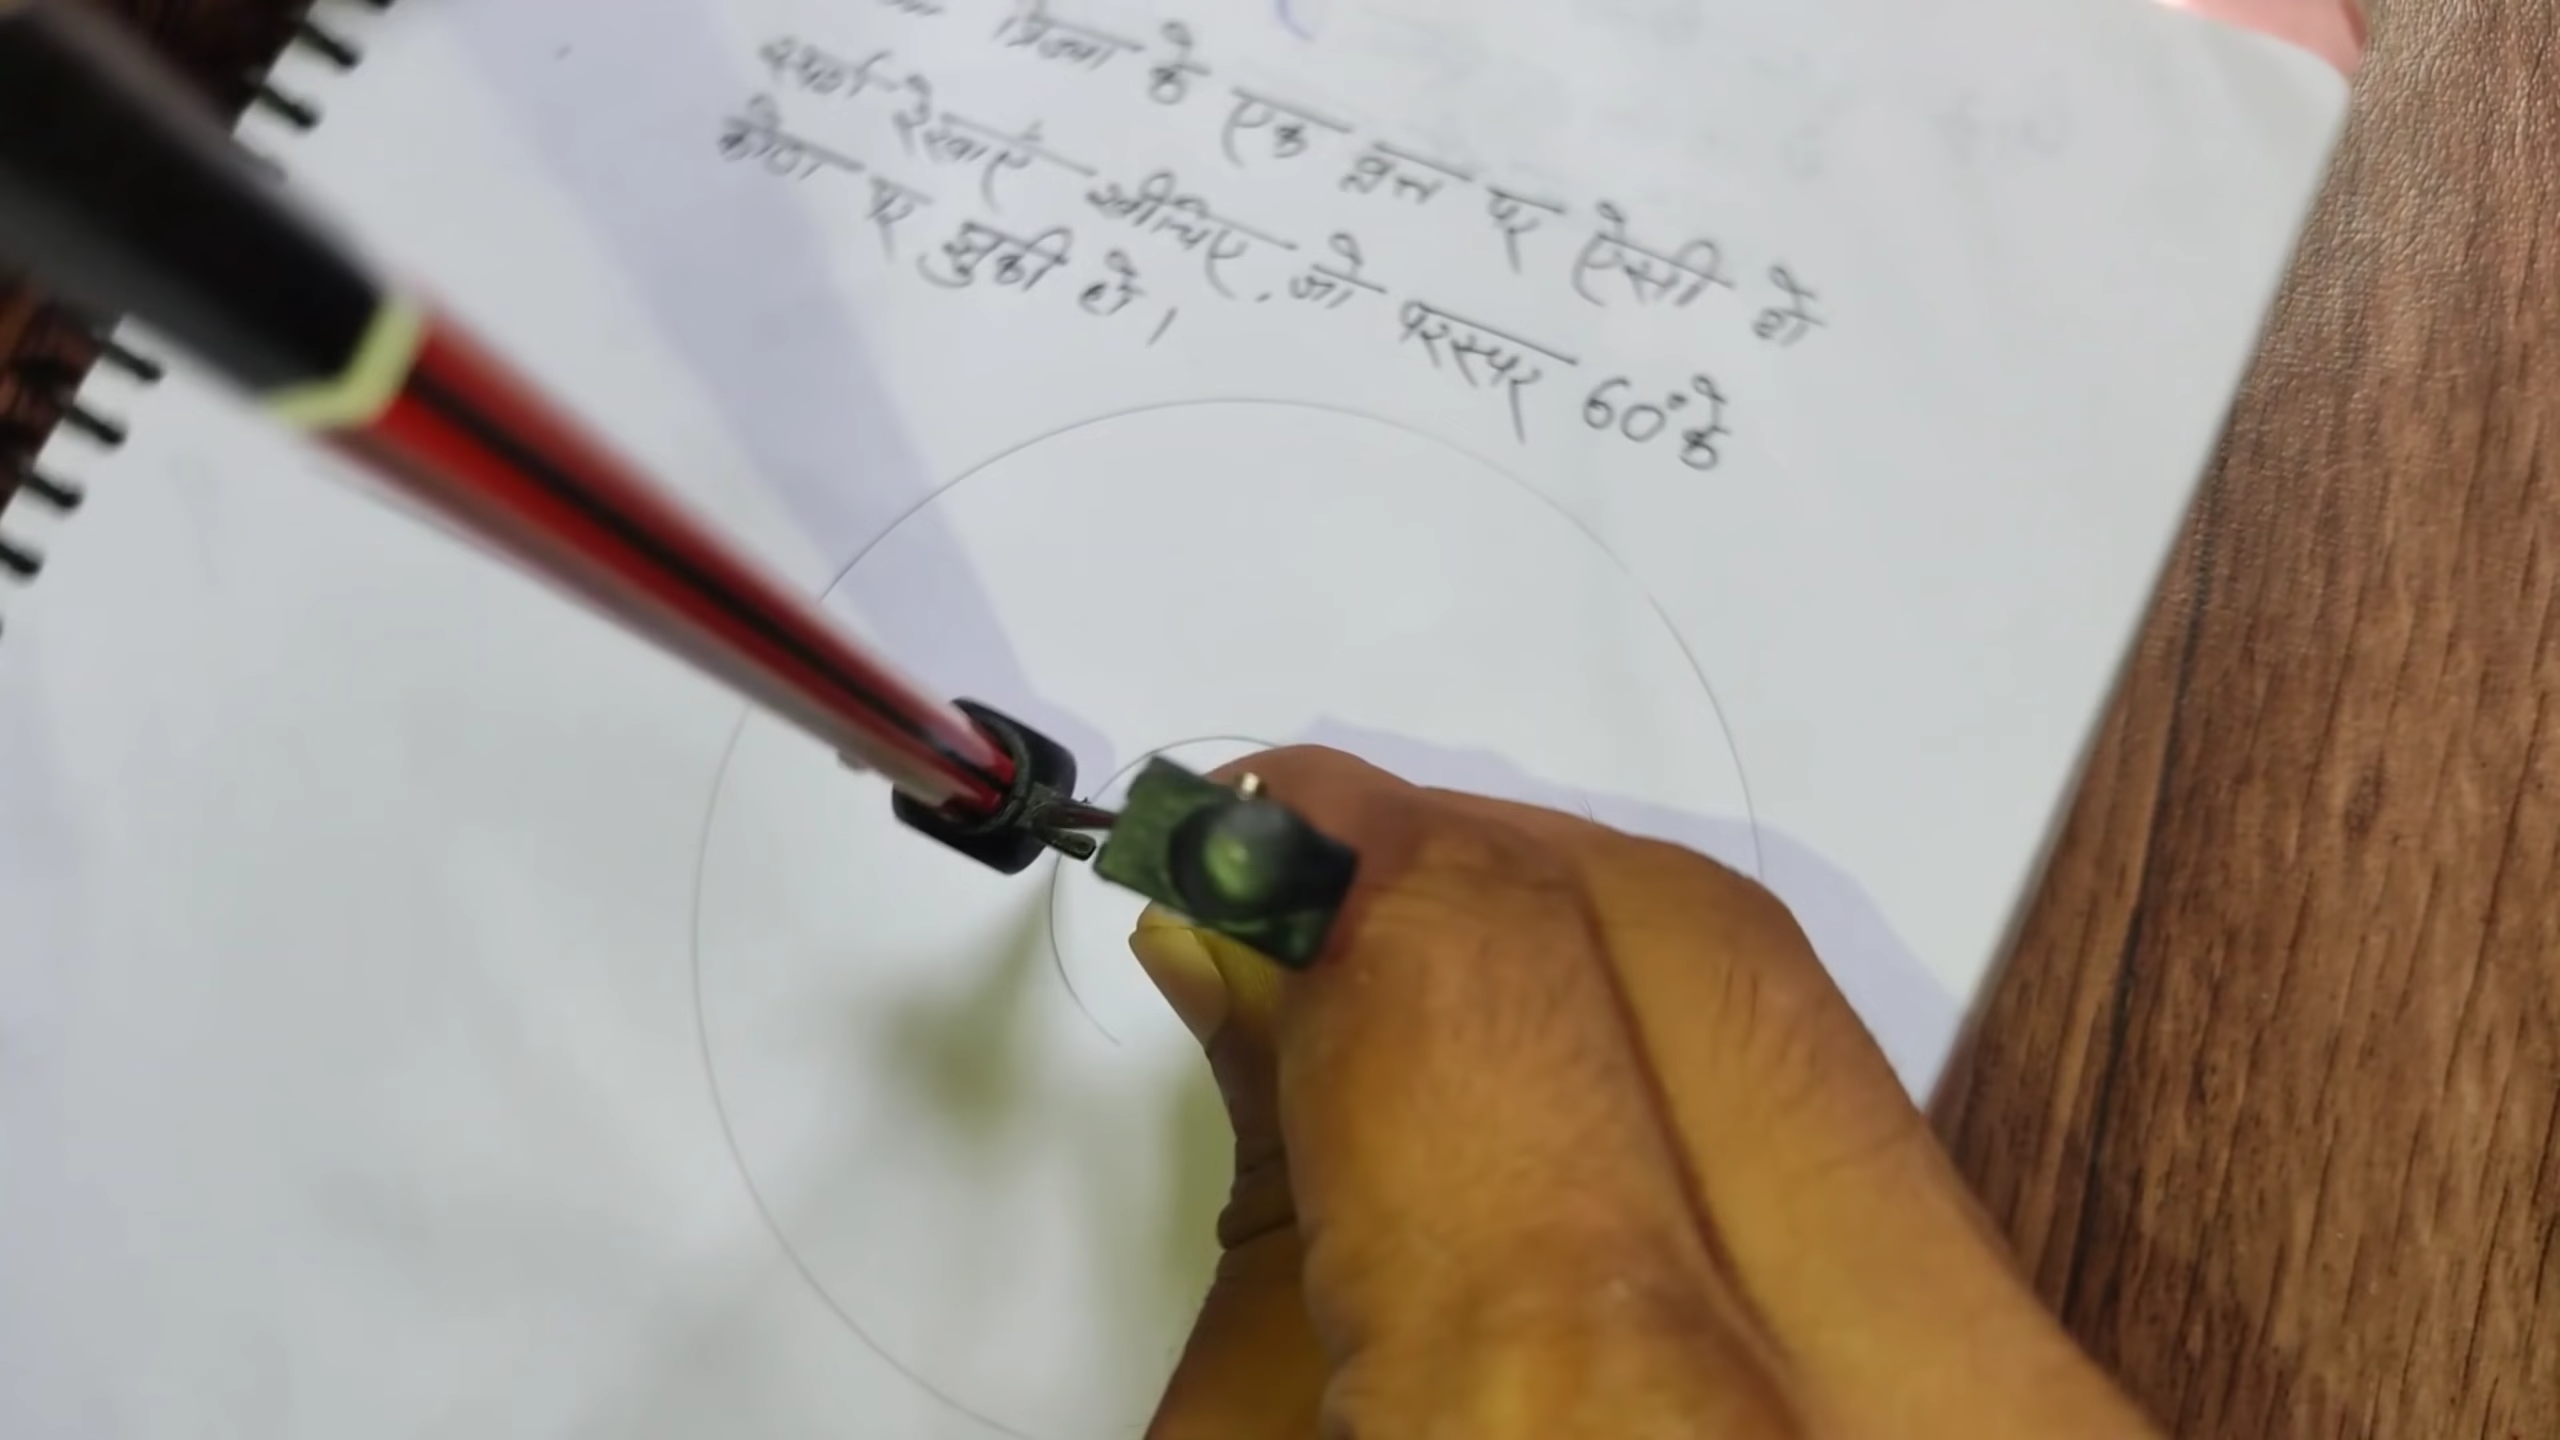 त्रिज्या के एक वृत्त पर ऐसी दो
स्पर्श-रेखाएँ खींचिए, जो परस्पर 60° के
कोण पर झुकी हो।